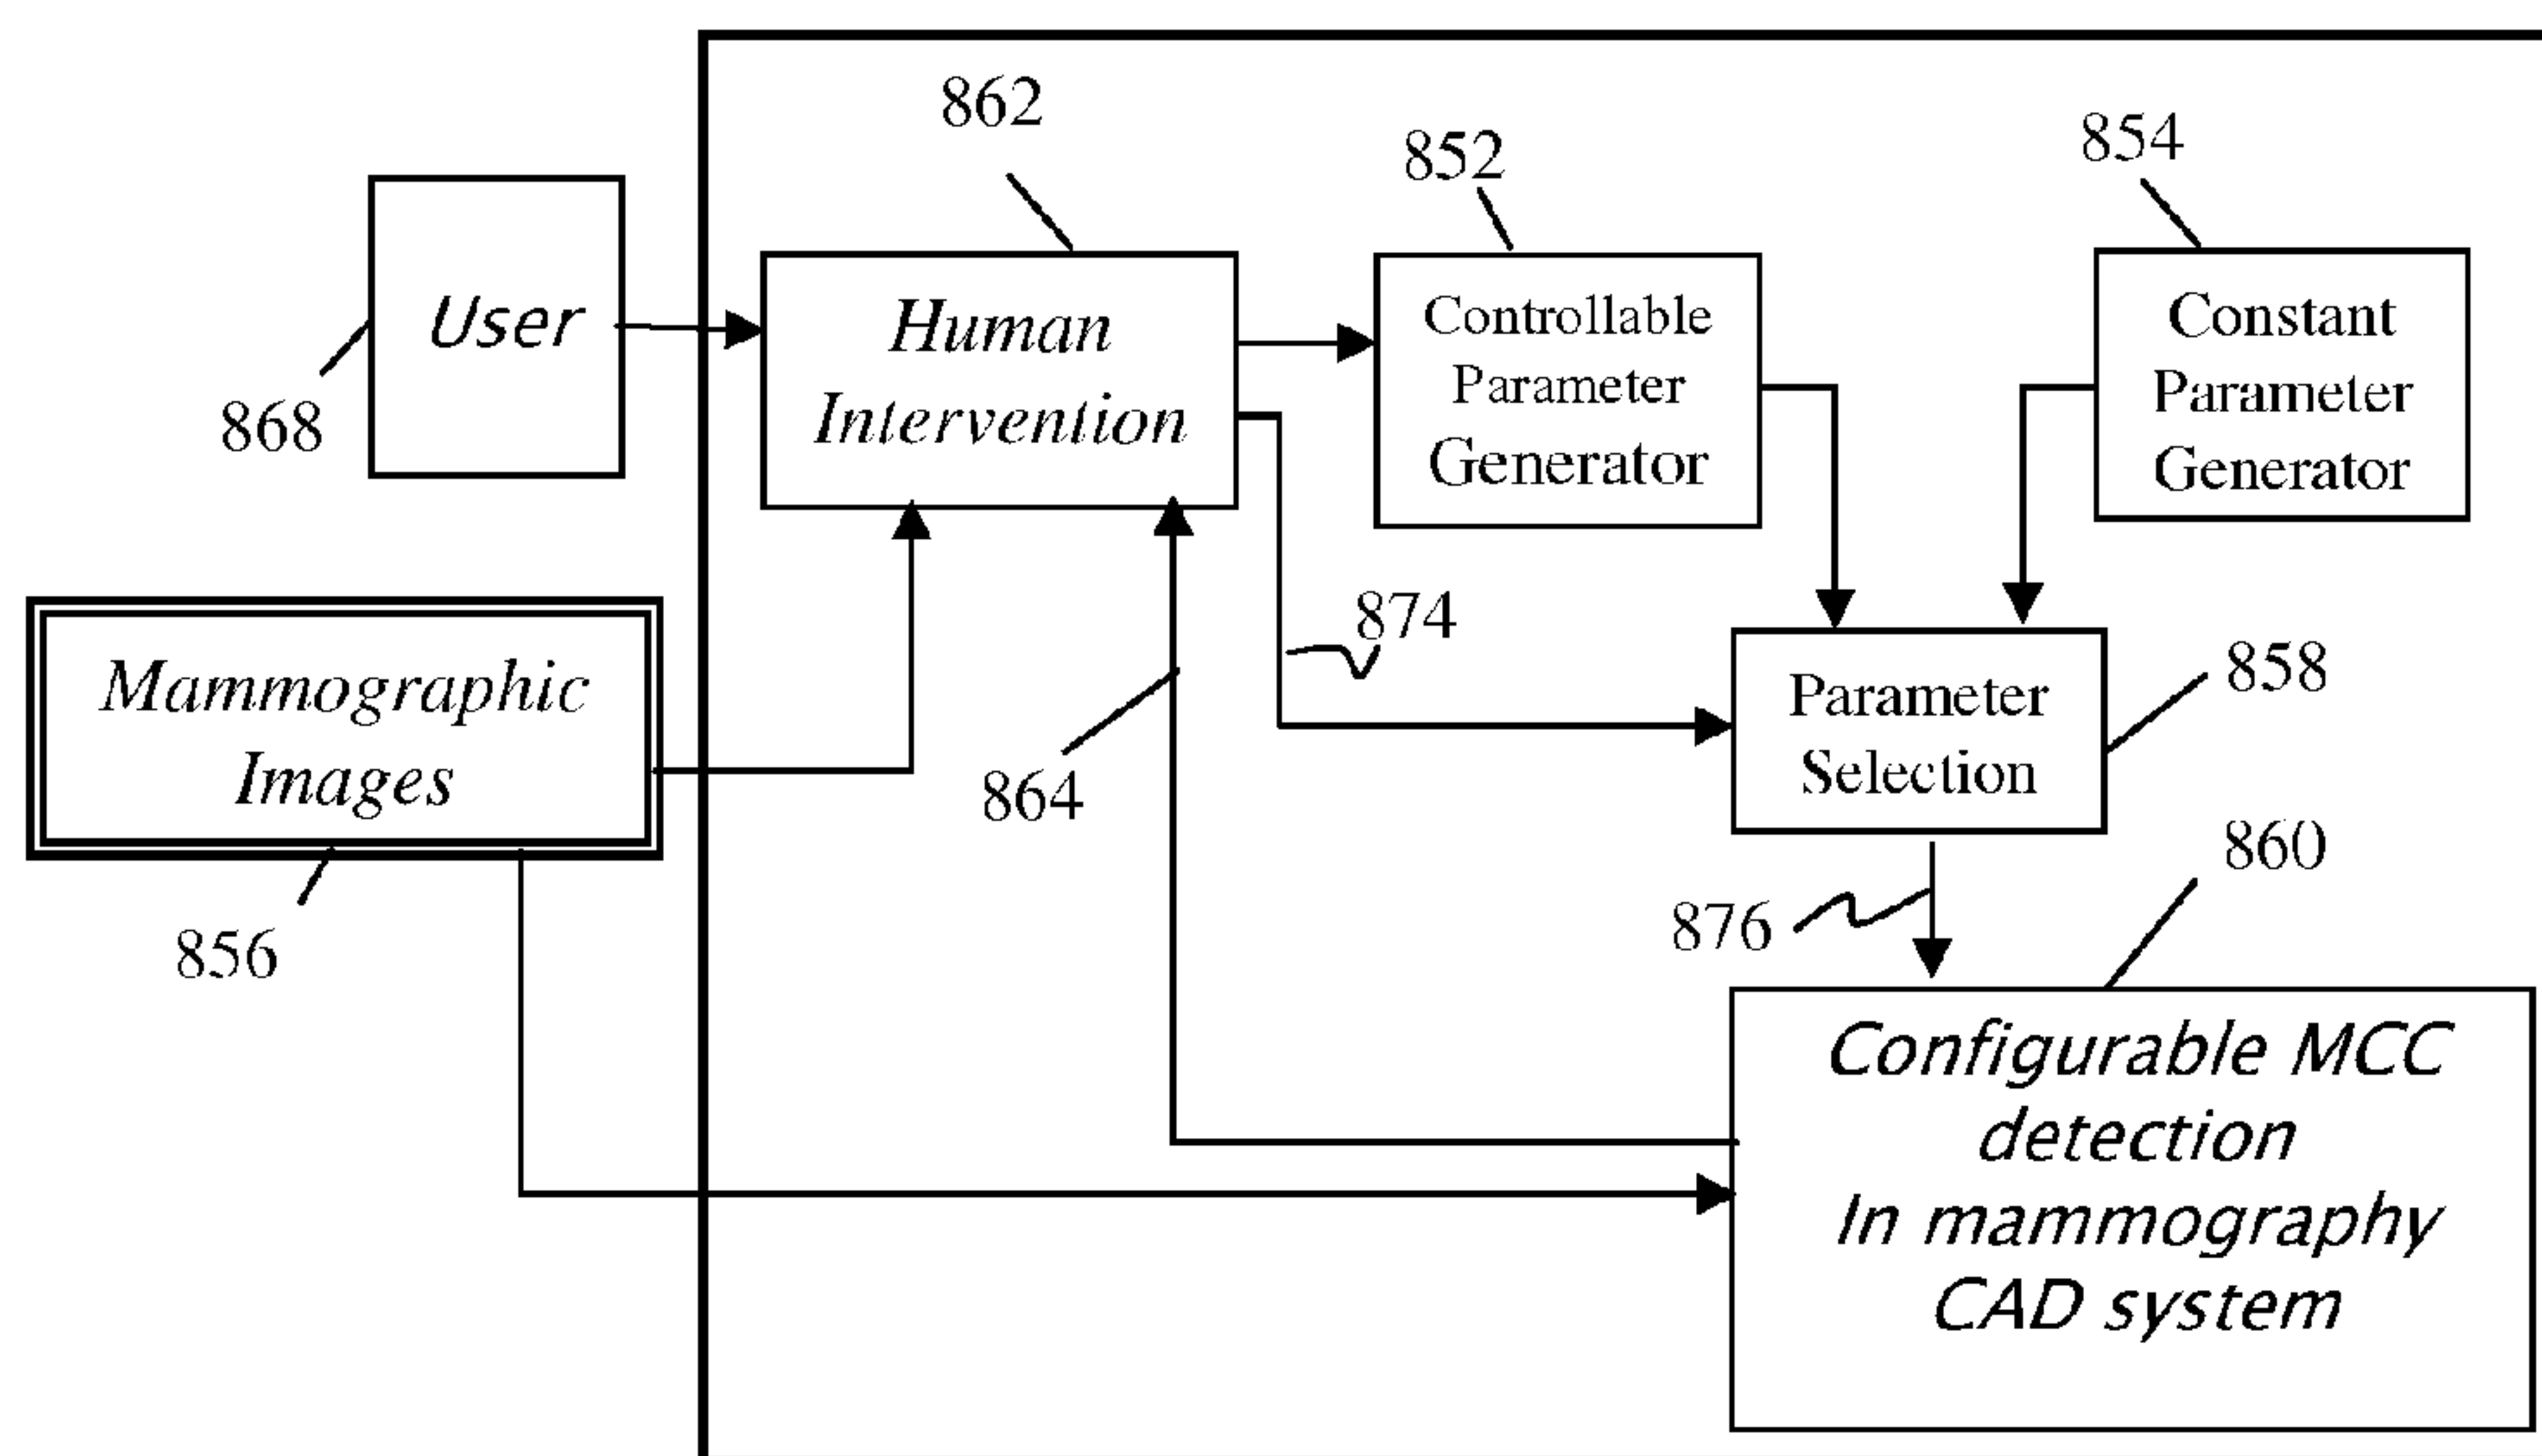 862
852
854
User
868
Human
Intervention
Controllable
Parameter
Generator
Constant
Parameter
Generator
874
Mammographic
Images
856
864
Parameter
Selection
858
876
860
Configurable MCC
detection
In mammography
CAD system